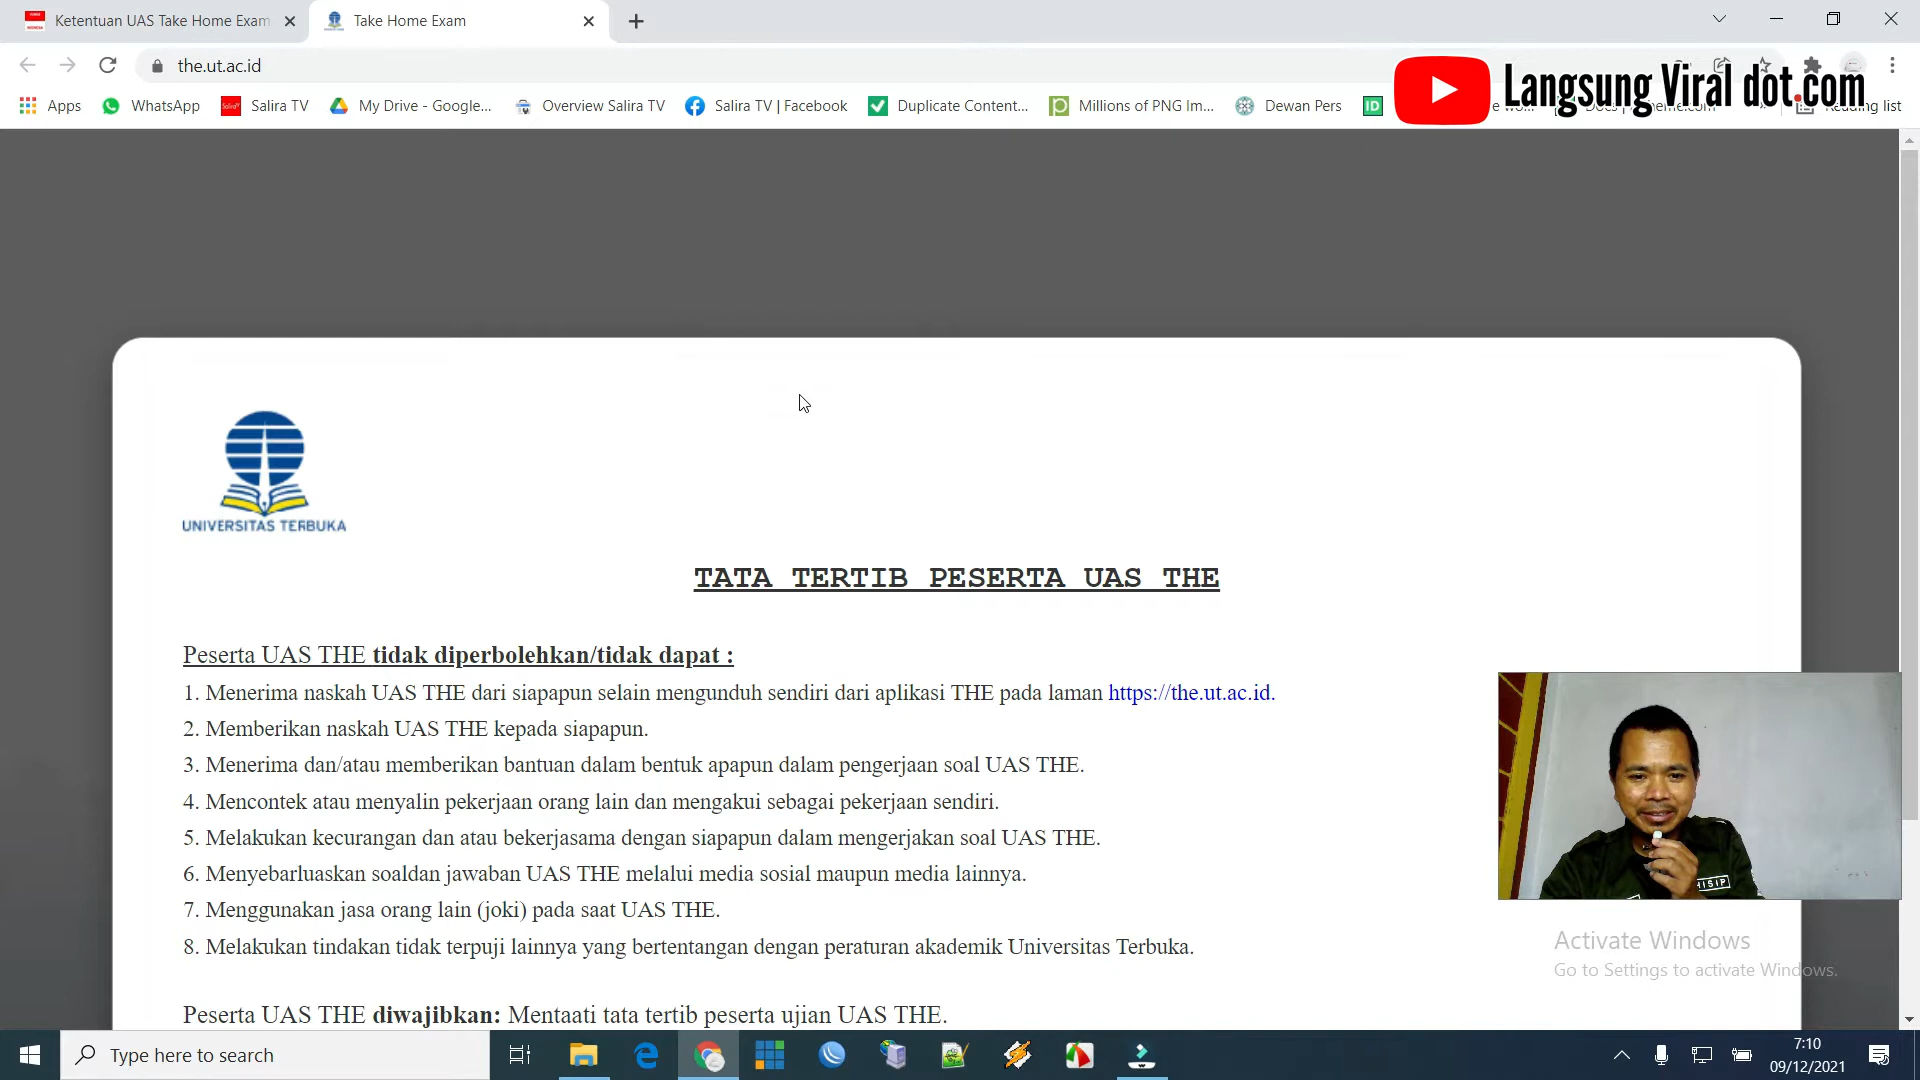 Ketentuan UAS Take Home Exam
Take Home Exam
the.ut.ac.id
Langsung Viral dot.com
Apps
WhatsApp
Salira TV
My Drive - Google...
Overview Salira TV
Salira TV | Facebook
Duplicate Content...
Millions of PNG Im...
Dewan Pers
ID
list
UNIVERSITAS TERBUKA
TATA TERTIB PESERTA UAS THE
Peserta UAS THE tidak diperbolehkan/tidak dapat :
1. Menerima naskah UAS THE dari siapapun selain mengunduh sendiri dari aplikasi THE pada laman https://the.ut.ac.id.
2. Memberikan naskah UAS THE kepada siapapun.
3. Menerima dan/atau memberikan bantuan dalam bentuk apapun dalam pengerjaan soal UAS THE.
4. Mencontek atau menyalin pekerjaan orang lain dan mengakui sebagai pekerjaan sendiri.
5. Melakukan kecurangan dan atau bekerjasama dengan siapapun dalam mengerjakan soal UAS THE.
6. Menyebarluaskan soaldan jawaban UAS THE melalui media sosial maupun media lainnya.
7. Menggunakan jasa orang lain (joki) pada saat UAS THE.
8. Melakukan tindakan tidak terpuji lainnya yang bertentangan dengan peraturan akademik Universitas Terbuka.
Peserta UAS THE diwajibkan: Mentaati tata tertib peserta ujian UAS THE.
Activate Windows
Go to Settings to activate Windows.
Type here to search
7:10
09/12/2021